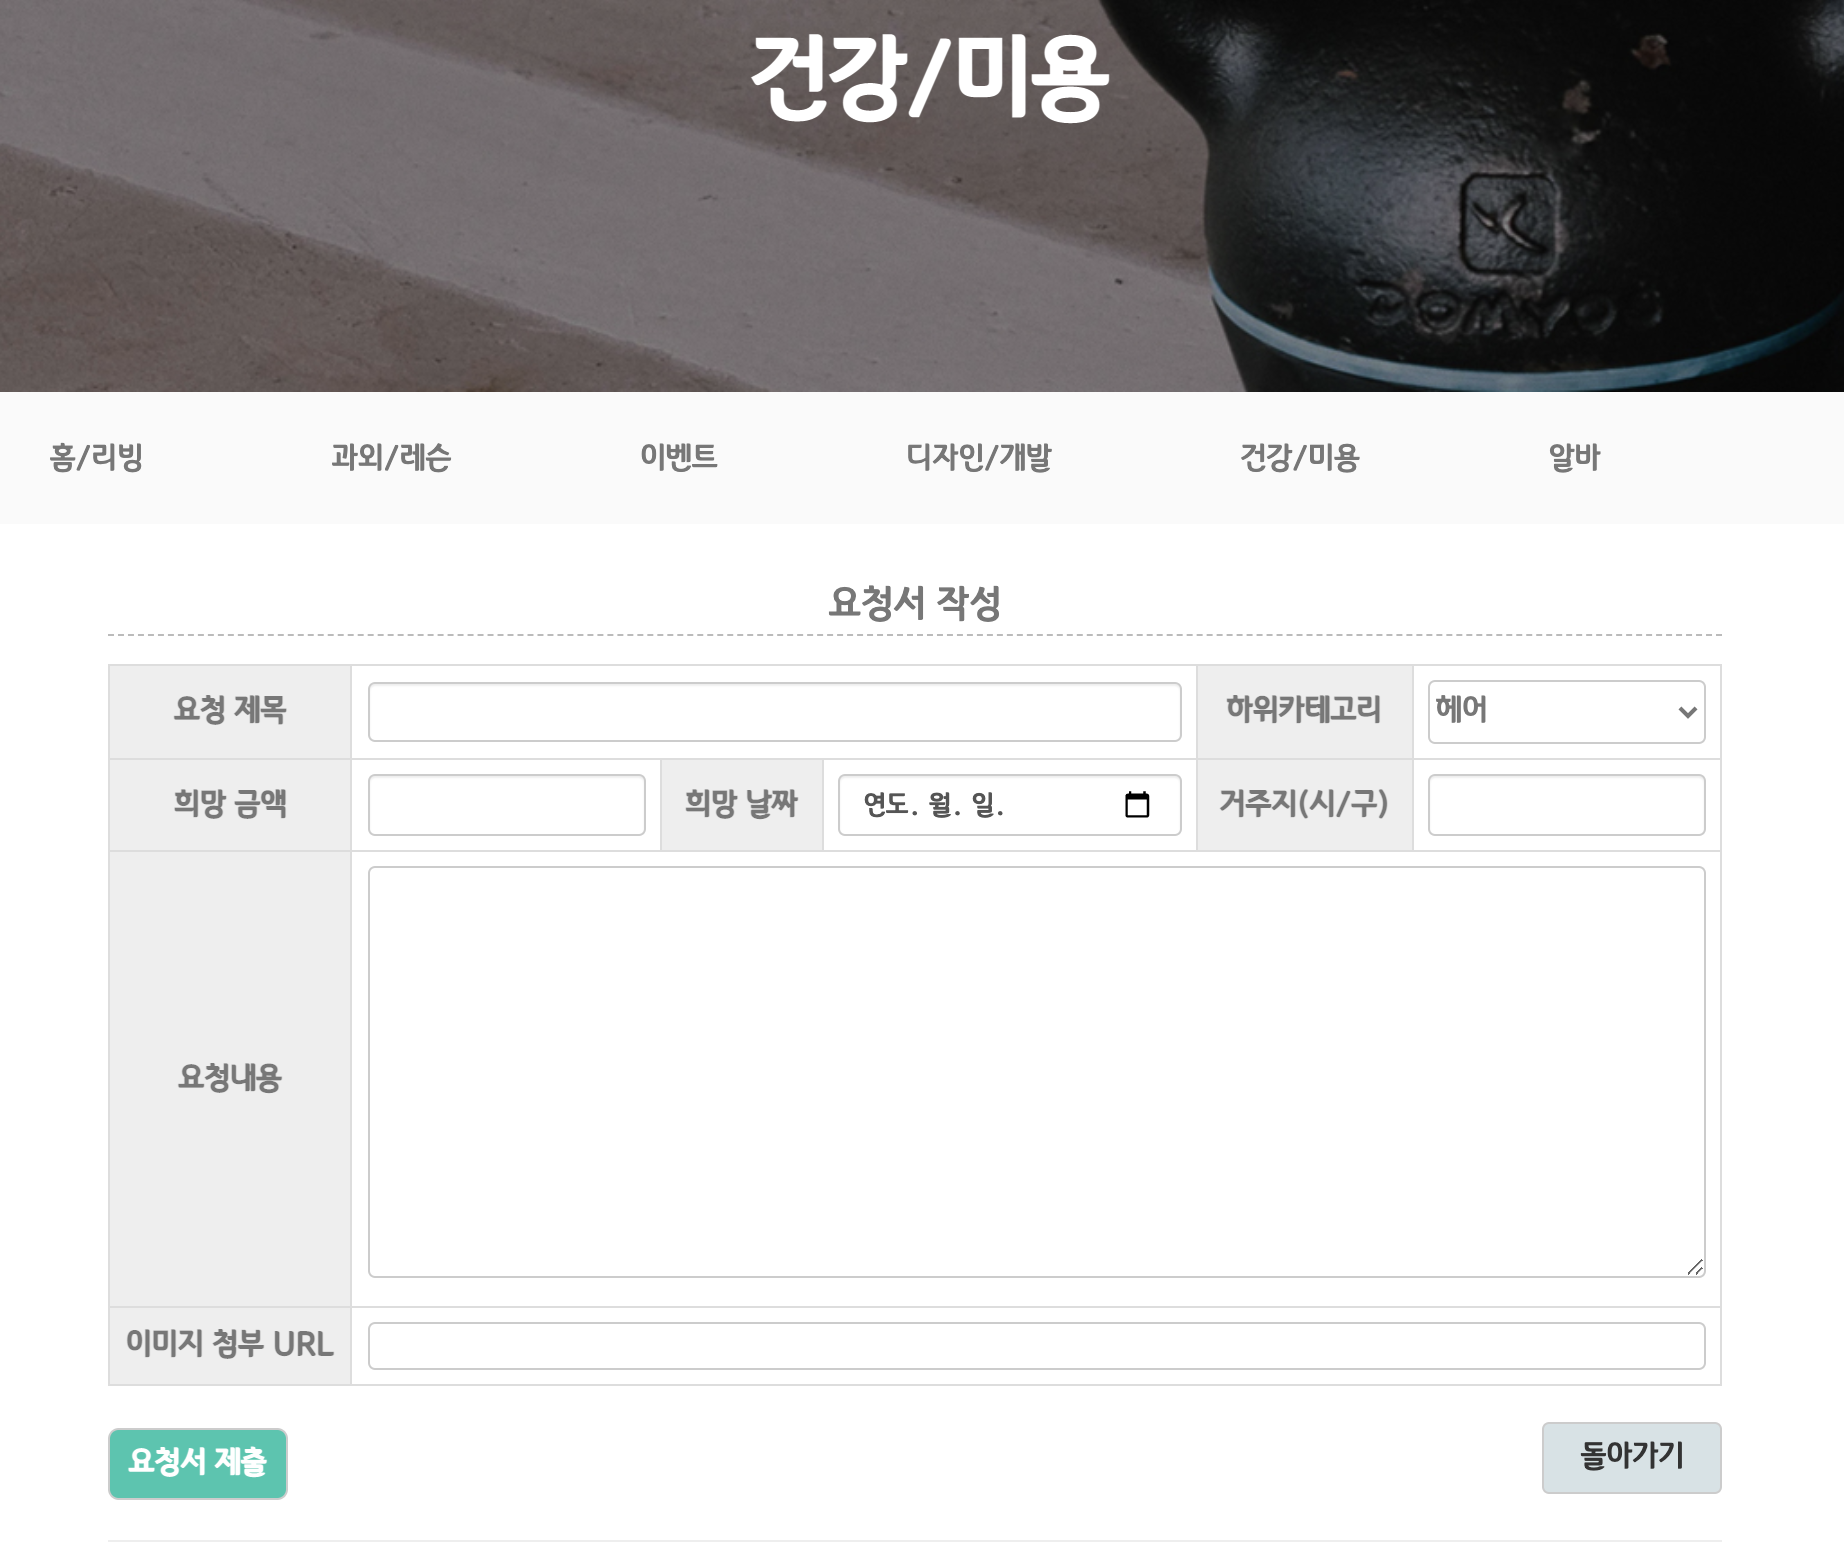 건강/미용
DOMYOS
홈/리빙 과외/레슨 이벤트 디자인/개발 건강/미용 알바
요청서 작성
요청 제목 하위카테고리 헤어
희망 금액 희망 날짜 연도. 월. 일. 거주지(시/구)
요청내용
이미지 첨부 URL
요청서 제출 돌아가기